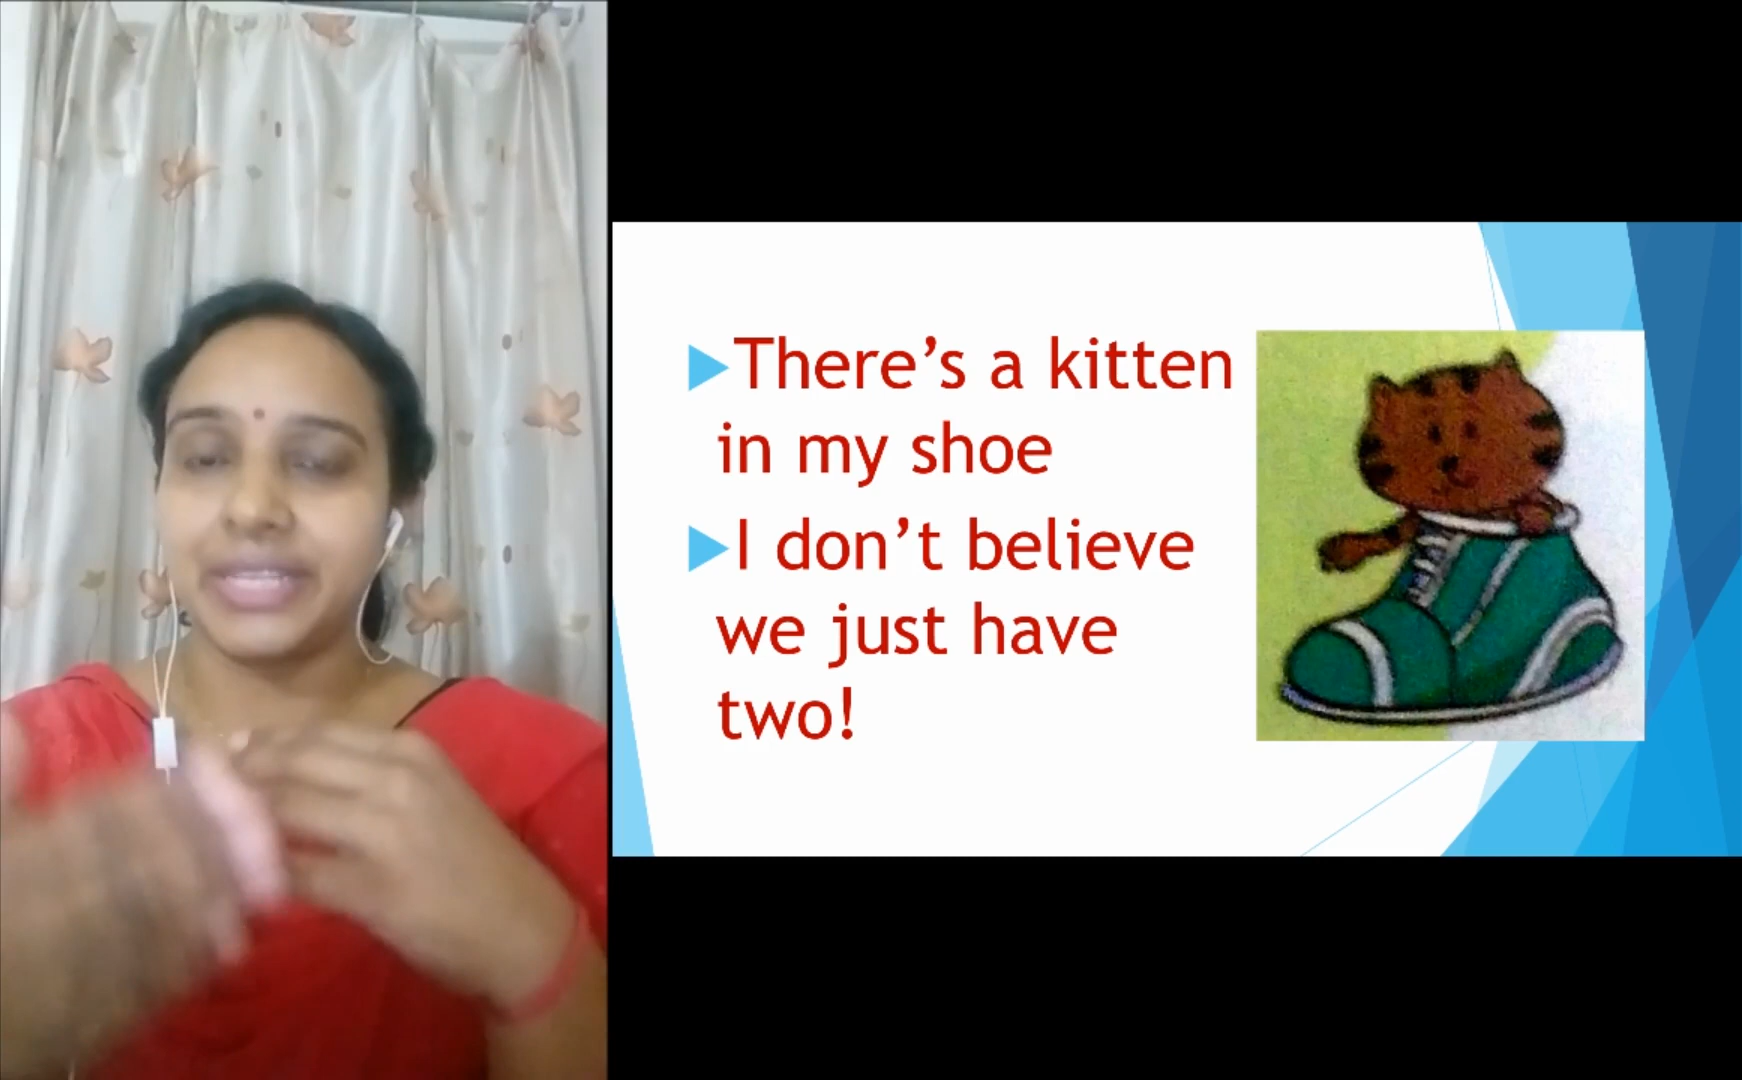 There’s a kitten
in my shoe
I don’t believe
we just have
two!